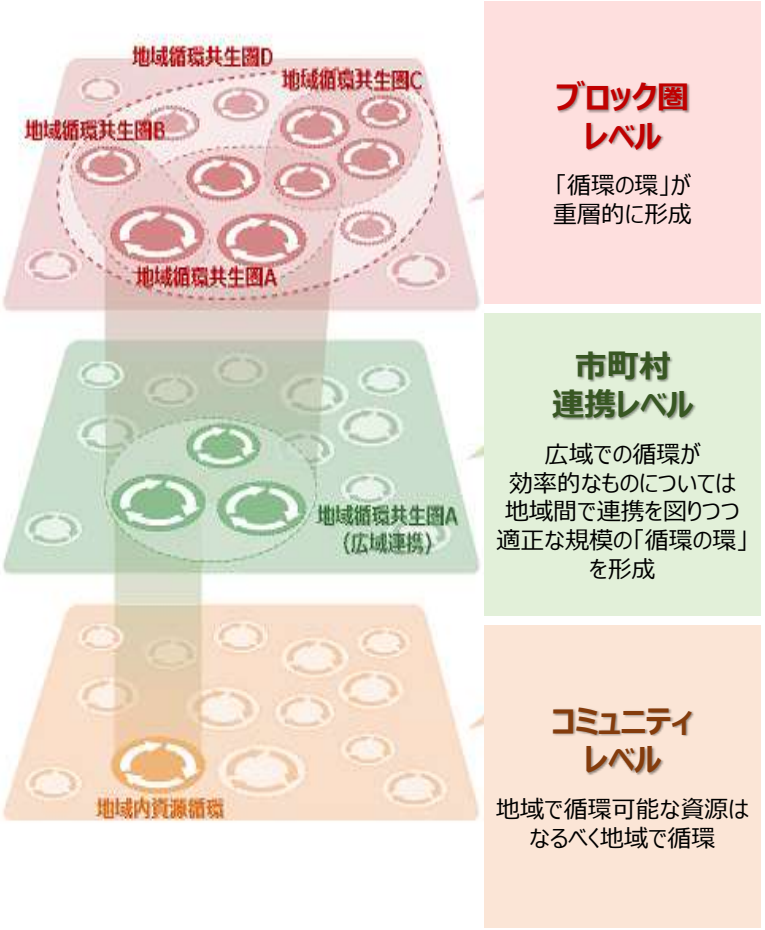 地域循環共生圏D
地域循環共生圏C
地域循環共生圏B
地域循環共生圏A
ブロック圏
レベル
「循環の環」が
重層的に形成
地域循環共生圏A
(広域連携)
市町村
連携レベル
広域での循環が
効率的なものについては
地域間で連携を図りつつ
適正な規模の「循環の環」
を形成
地域内資源循環
コミュニティ
レベル
地域で循環可能な資源は
なるべく地域で循環